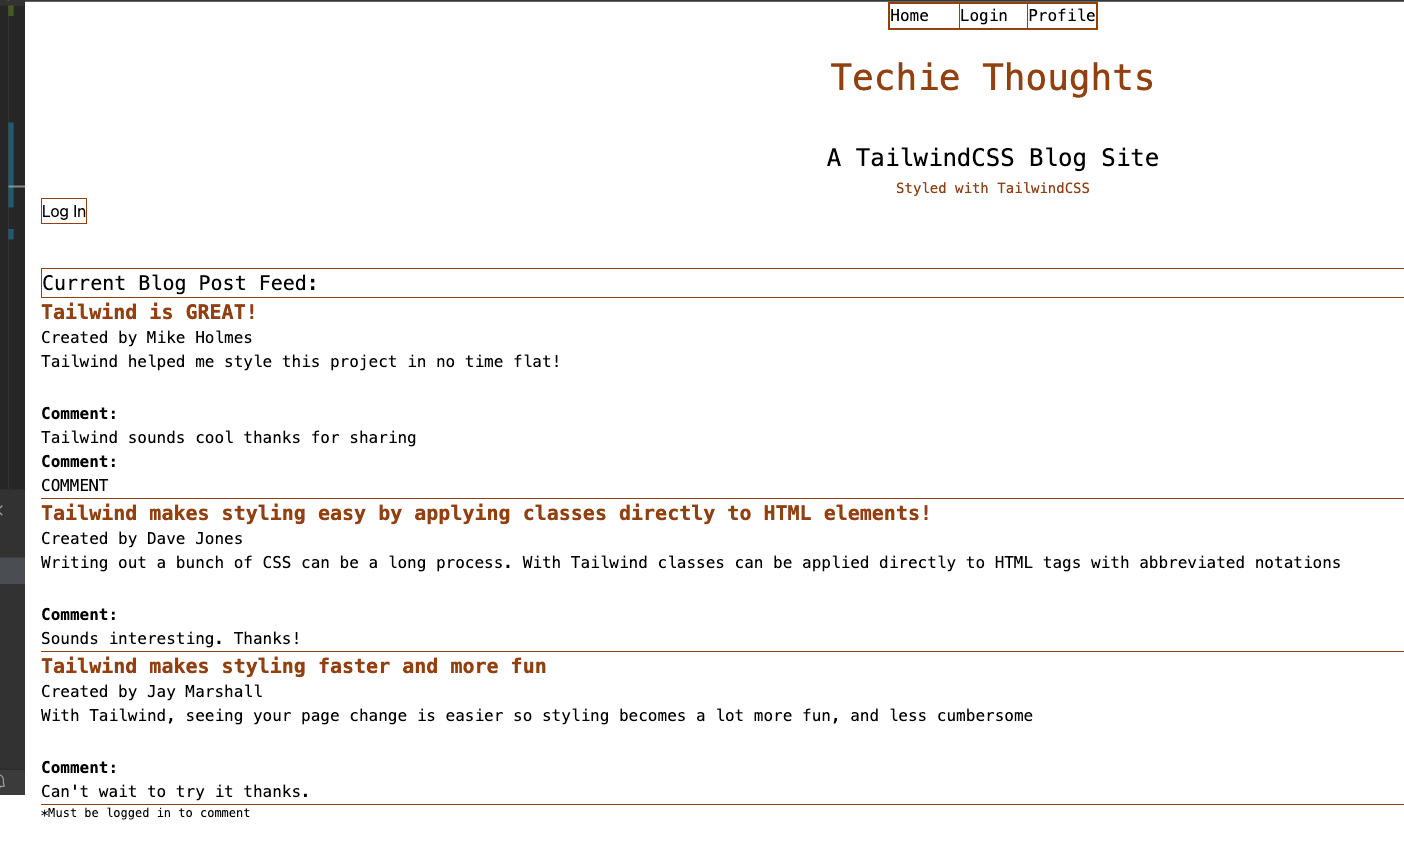 Home Login Profile
Techie Thoughts
A TailwindCSS Blog Site
Styled with TailwindCSS
Log In
Current Blog Post Feed:
Tailwind is GREAT!
Created by Mike Holmes
Tailwind helped me style this project in no time flat!
Comment:
Tailwind sounds cool thanks for sharing
Comment:
COMMENT
Tailwind makes styling easy by applying classes directly to HTML elements!
Created by Dave Jones
Writing out a bunch of CSS can be a long process. With Tailwind classes can be applied directly to HTML tags with abbreviated notations
Comment:
Sounds interesting. Thanks!
Tailwind makes styling faster and more fun
Created by Jay Marshall
With Tailwind, seeing your page change is easier so styling becomes a lot more fun, and less cumbersome
Comment:
Can't wait to try it thanks.
*Must be logged in to comment